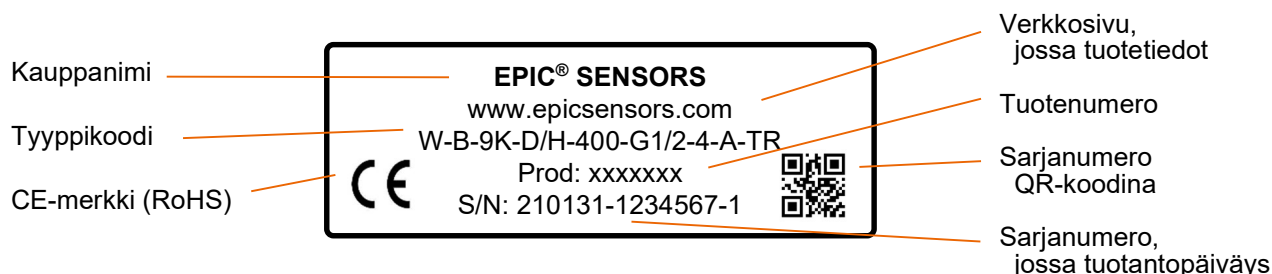 Kauppanimi
Tyyppikoodi
CE-merkki (RoHS)
EPIC® SENSORS
www.epicsensors.com
W-B-9K-D/H-400-G1/2-4-A-TR
Prod: xxxxxxx
S/N: 210131-1234567-1
CE
Verkkosivu,
jossa tuotetiedot
Tuotenumero
Sarjanumero
QR-koodina
Sarjanumero,
jossa tuotantopäiväys